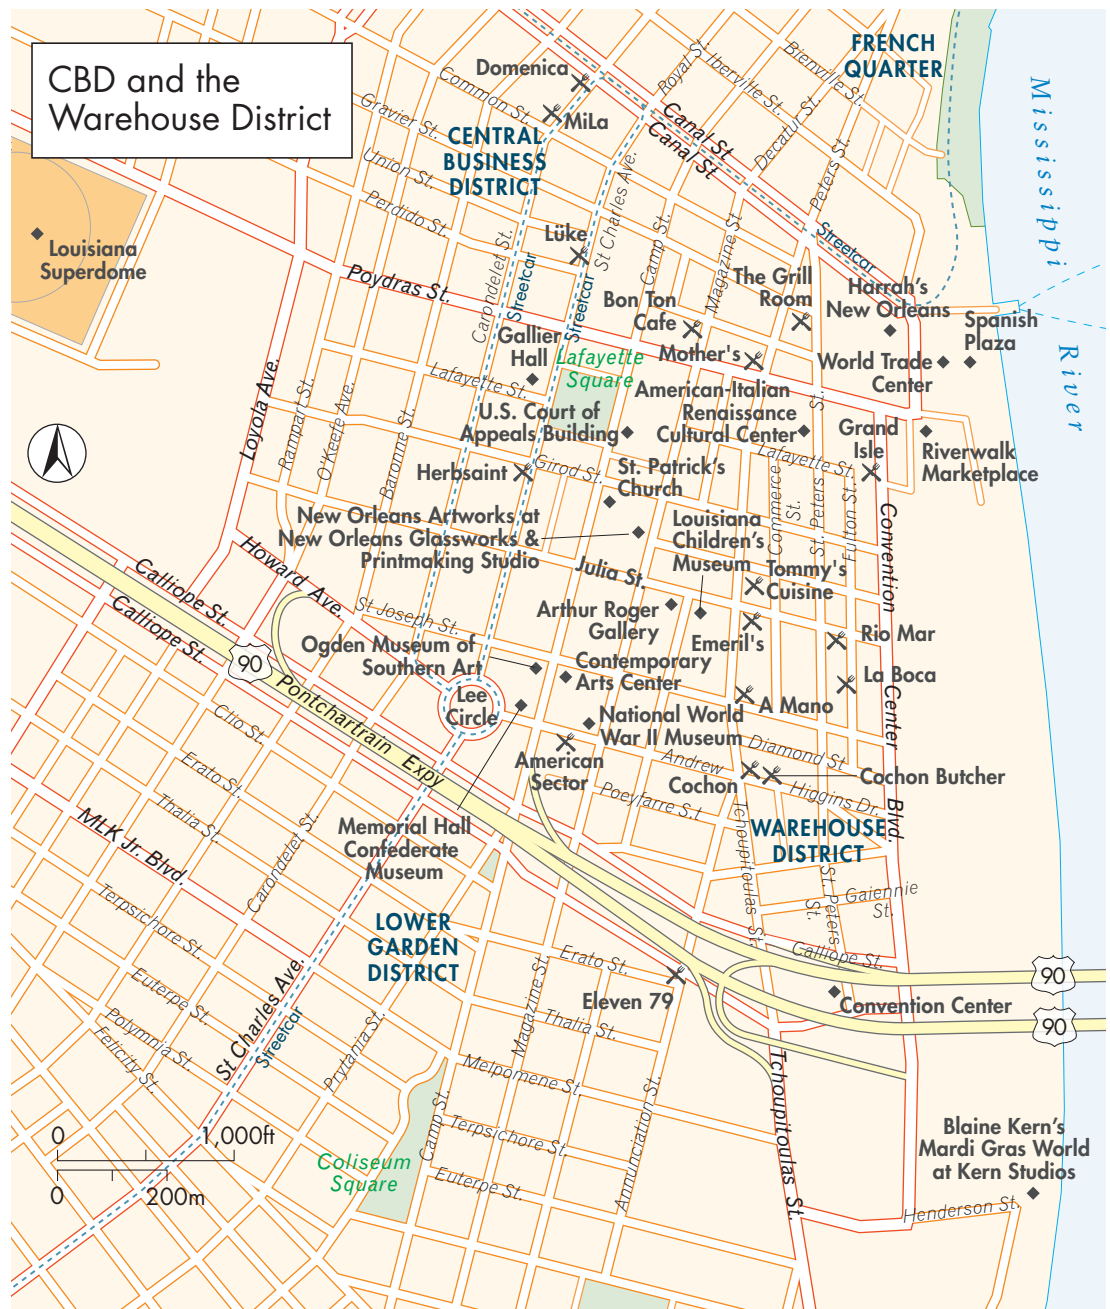 CBD and the
Warehouse District
FRENCH
QUARTER
Mississippi
River
Domenica
MiLa
Common St.
Gravier St.
Union St.
Perdido St.
CENTRAL
BUSINESS
DISTRICT
Royal St.
Iberville St.
Bienville St.
Canal St
Canal St
Decatur St.
Peters St.
Streetcar
Louisiana
Superdome
Poydras St.
Carondelet St.
Streetcar
Lüke
St Charles Ave.
Streetcar
Camp St.
Magazine St
The Grill
Room
Harrah's
New Orleans
Bon Ton
Cafe
Mother's
Spanish
Plaza
World Trade
Center
Gallier
Hall
Lafayette
Square
Lafayette St.
American-Italian
Renaissance
Cultural Center
U.S. Court of
Appeals Building
St.
Grand
Isle
Lafayette St.
Riverwalk
Marketplace
Loyola Ave.
Rampart St.
O'Keefe Ave.
Baronne St.
Herbsaint
Girod St.
St. Patrick's
Church
Commerce
St.
St. Peters
Fulton St.
New Orleans Artworks at
New Orleans Glassworks &
Printmaking Studio
Louisiana
Children's
Museum
Julia St.
Tommy's
Cuisine
Convention
Center
Blvd.
Howard Ave.
Calliope St.
Calliope St.
St Joseph St.
Arthur Roger
Gallery
Emeril's
Rio Mar
La Boca
Ogden Museum of
Southern Art
Contemporary
Arts Center
90
Pontchartrain Expy
Lee
Circle
A Mano
National World
War II Museum
American
Sector
Andrew
Higgins Dr.
Diamond St.
Cochon
Cochon Butcher
Poeyfarre S.t
Clio St.
Erato St.
Thalia St.
MLK Jr. Blvd.
Carondelet St.
Memorial Hall
Confederate
Museum
WAREHOUSE
DISTRICT
Tchoupitoulas
St.
St. Peters
St.
Gaiennie
St.
Terpsichore St.
Euterpe St.
Polymnia St.
Felicity St.
LOWER
GARDEN
DISTRICT
St Charles Ave.
Streetcar
Prytania St.
Erato St.
Magazine St.
Eleven 79
Thalia St.
Calliope St.
90
Convention Center
90
Melpomene St.
Camp St.
Terpsichore St.
Annunciation St.
Euterpe St.
Coliseum
Square
Tchoupitoulas St.
Blaine Kern's
Mardi Gras World
at Kern Studios
Henderson St.
0
1,000ft
0
200m